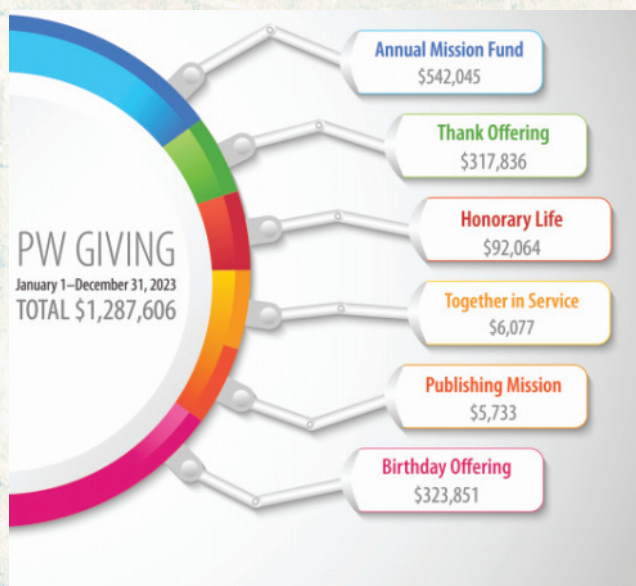 PW GIVING
January 1–December 31, 2023
TOTAL $1,287,606
Annual Mission Fund
$542,045
Thank Offering
$317,836
Honorary Life
$92,064
Together in Service
$6,077
Publishing Mission
$5,733
Birthday Offering
$323,851